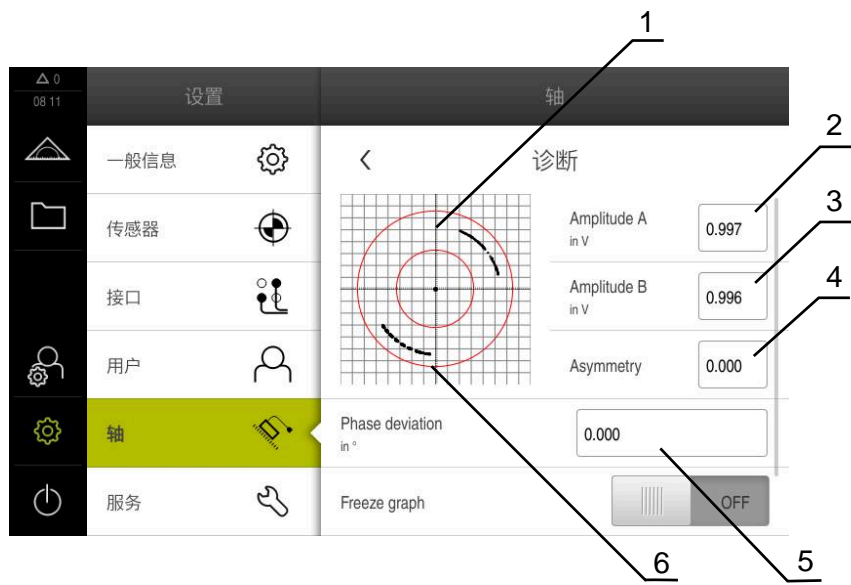 1
△ 0
08 11
设置
轴
2
一般信息
诊断
Amplitude A
in V
0.997
3
传感器
Amplitude B
in V
0.996
4
接口
用户
Asymmetry
0.000
轴
Phase deviation
in °
0.000
服务
Freeze graph
OFF
6
5